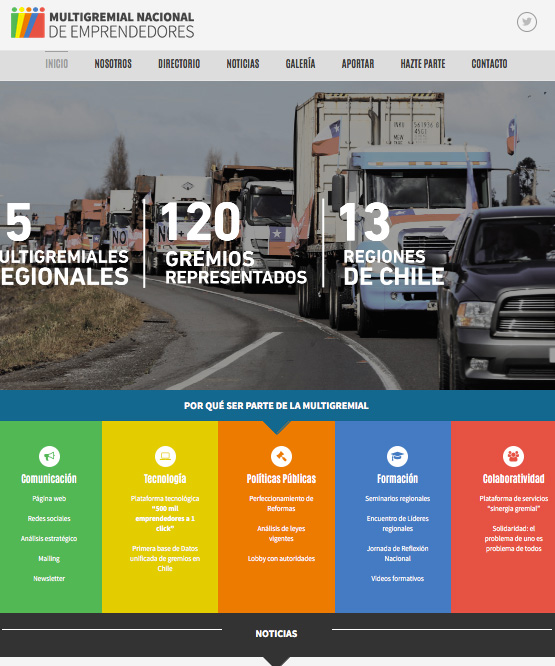 MULTIGREMIAL NACIONAL
DE EMPRENDEDORES
INICIO NOSOTROS DIRECTORIO NOTICIAS GALERÍA APORTAR HAZTE PARTE CONTACTO
NO
NO
5
ULTIGREMIALES
EGIONALES
120
GREMIOS
REPRESENTADOS
13
REGIONES
DE CHILE
POR QUÉ SER PARTE DE LA MULTIGREMIAL
Comunicación
Página web
Redes sociales
Análisis estratégico
Mailing
Newsletter
Tecnología
Plataforma tecnológica
"500 mil
emprendedores a 1
click"
Primera base de Datos
unificada de gremios en
Chile
Políticas Públicas
Perfeccionamiento de
Reformas
Análisis de leyes
vigentes
Lobby con autoridades
Formación
Seminarios regionales
Encuentro de Líderes
regionales
Jornada de Reflexión
Nacional
Videos formativos
Colaboratividad
Plataforma de servicios
"sinergia gremial"
Solidaridad: el
problema de uno es
problema de todos
NOTICIAS